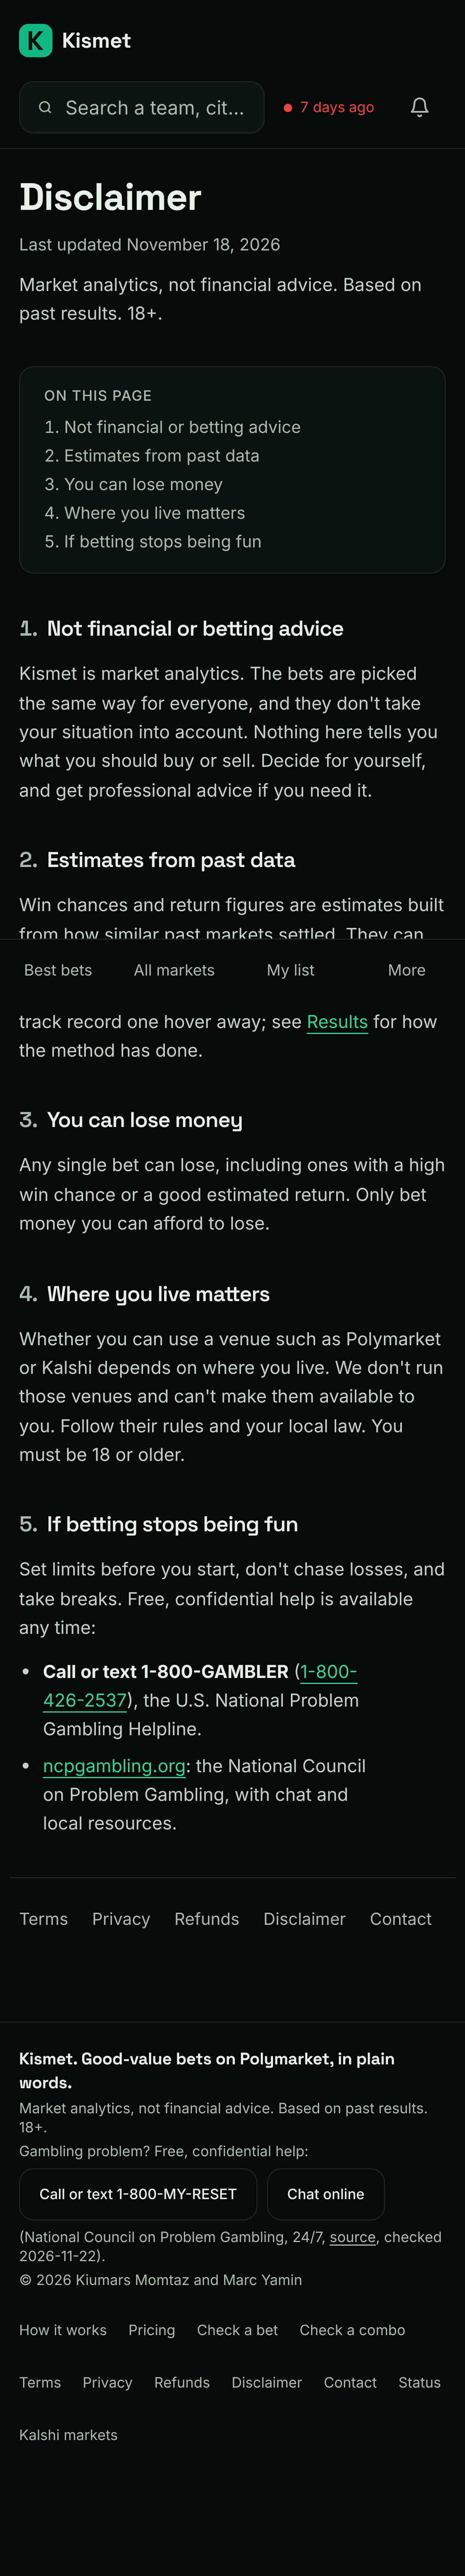 K Kismet
Search a team, cit...
7 days ago
Disclaimer
Last updated November 18, 2026
Market analytics, not financial advice. Based on
past results. 18+.
ON THIS PAGE
1. Not financial or betting advice
2. Estimates from past data
3. You can lose money
4. Where you live matters
5. If betting stops being fun
1. Not financial or betting advice
Kismet is market analytics. The bets are picked
the same way for everyone, and they don't take
your situation into account. Nothing here tells you
what you should buy or sell. Decide for yourself,
and get professional advice if you need it.
2. Estimates from past data
Win chances and return figures are estimates built
from how similar past markets settled. They can
Best bets All markets My list More
track record one hover away; see Results for how
the method has done.
3. You can lose money
Any single bet can lose, including ones with a high
win chance or a good estimated return. Only bet
money you can afford to lose.
4. Where you live matters
Whether you can use a venue such as Polymarket
or Kalshi depends on where you live. We don't run
those venues and can't make them available to
you. Follow their rules and your local law. You
must be 18 or older.
5. If betting stops being fun
Set limits before you start, don't chase losses, and
take breaks. Free, confidential help is available
any time:
• Call or text 1-800-GAMBLER (1-800-
426-2537), the U.S. National Problem
Gambling Helpline.
• ncpgambling.org: the National Council
on Problem Gambling, with chat and
local resources.
Terms Privacy Refunds Disclaimer Contact
Kismet. Good-value bets on Polymarket, in plain
words.
Market analytics, not financial advice. Based on past results.
18+.
Gambling problem? Free, confidential help:
Call or text 1-800-MY-RESET Chat online
(National Council on Problem Gambling, 24/7, source, checked
2026-11-22).
© 2026 Kiumars Momtaz and Marc Yamin
How it works Pricing Check a bet Check a combo
Terms Privacy Refunds Disclaimer Contact Status
Kalshi markets